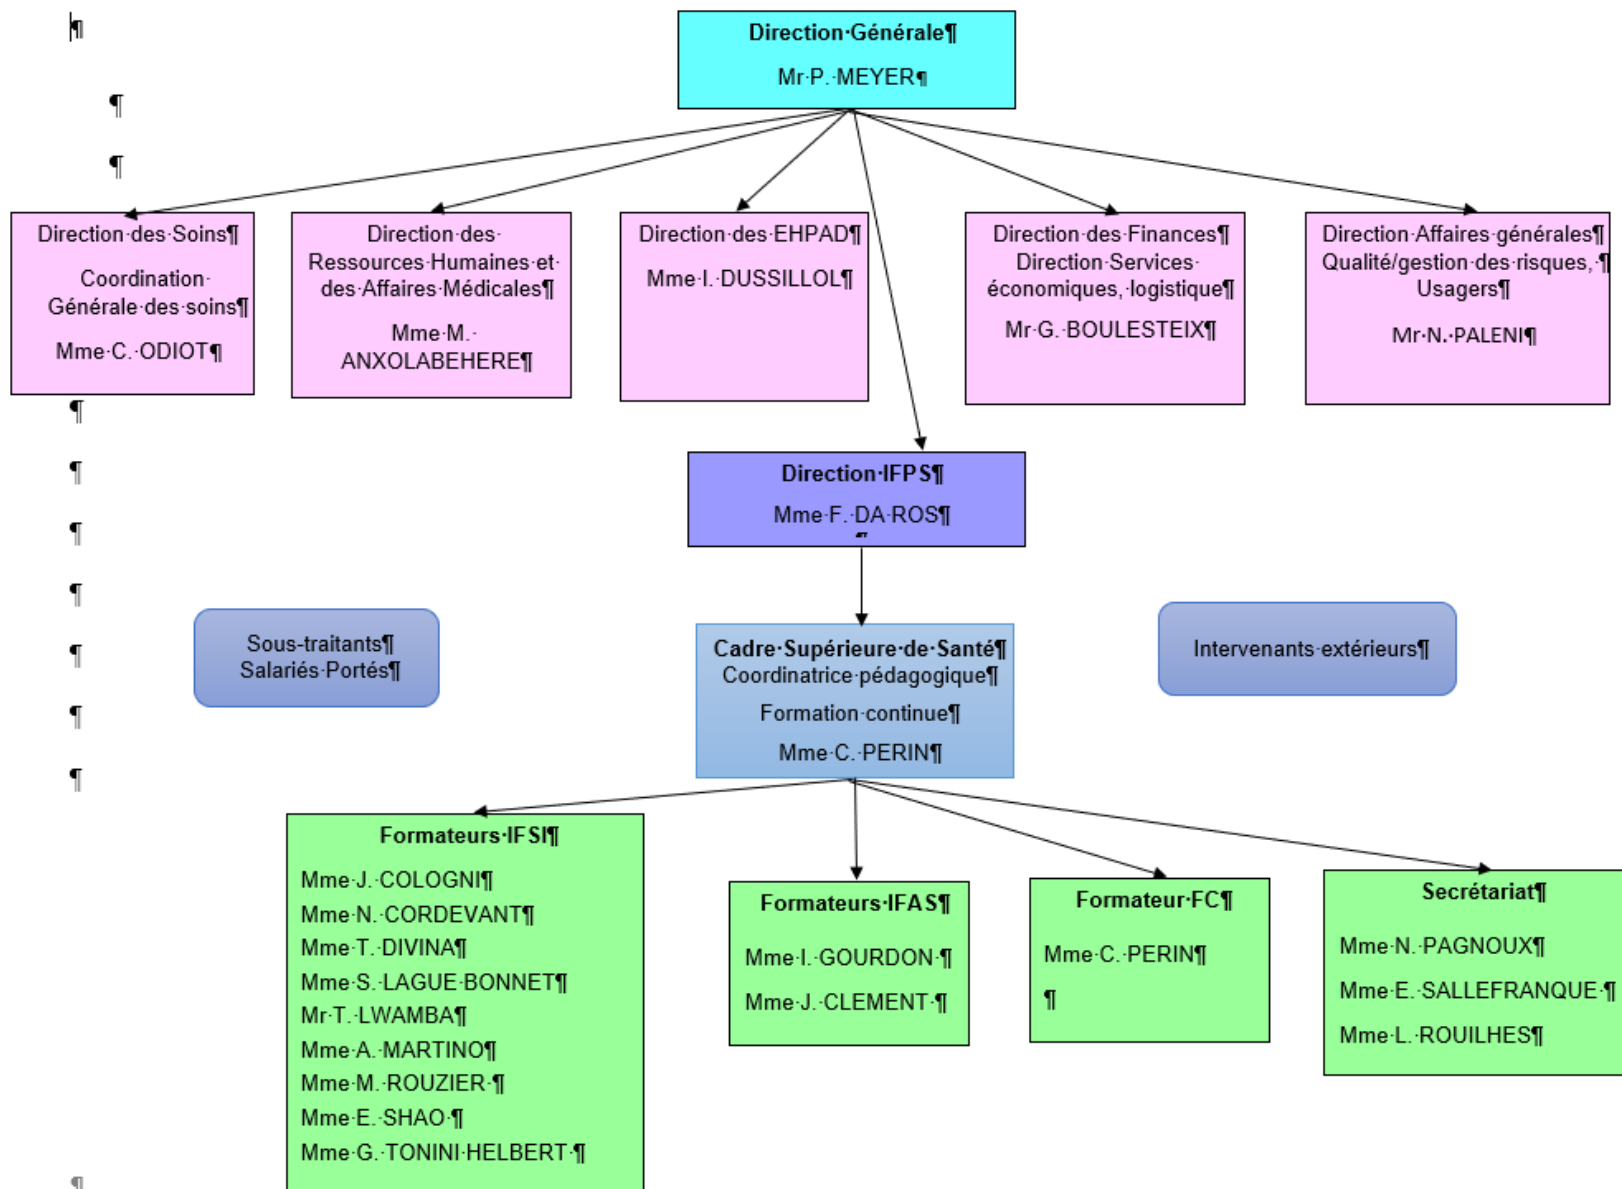 Direction Générale
Mr P. MEYER
Direction des Soins
Coordination
Générale des soins
Mme C. ODIOT
Direction des
Ressources Humaines et
des Affaires Médicales
Mme M.
ANXOLABEHERE
Direction des EHPAD
Mme I. DUSSILLOL
Direction des Finances
Direction Services
économiques, logistique
Mr G. BOULESTEIX
Direction Affaires générales
Qualité/gestion des risques,
Usagers
Mr N. PALENI
Direction IFPS
Mme F. DA ROS
Sous-traitants
Salariés Portés
Cadre Supérieure de Santé
Coordinatrice pédagogique
Formation continue
Mme C. PERIN
Intervenants extérieurs
Formateurs IFSI
Mme J. COLOGNI
Mme N. CORDEVANT
Mme T. DIVINA
Mme S. LAGUE BONNET
Mr T. LWAMBA
Mme A. MARTINO
Mme M. ROUZIER
Mme E. SHAO
Mme G. TONINI HELBERT
Formateurs IFAS
Mme I. GOURDON
Mme J. CLEMENT
Formateur FC
Mme C. PERIN
Secrétariat
Mme N. PAGNOUX
Mme E. SALLEFRANQUE
Mme L. ROUILHES